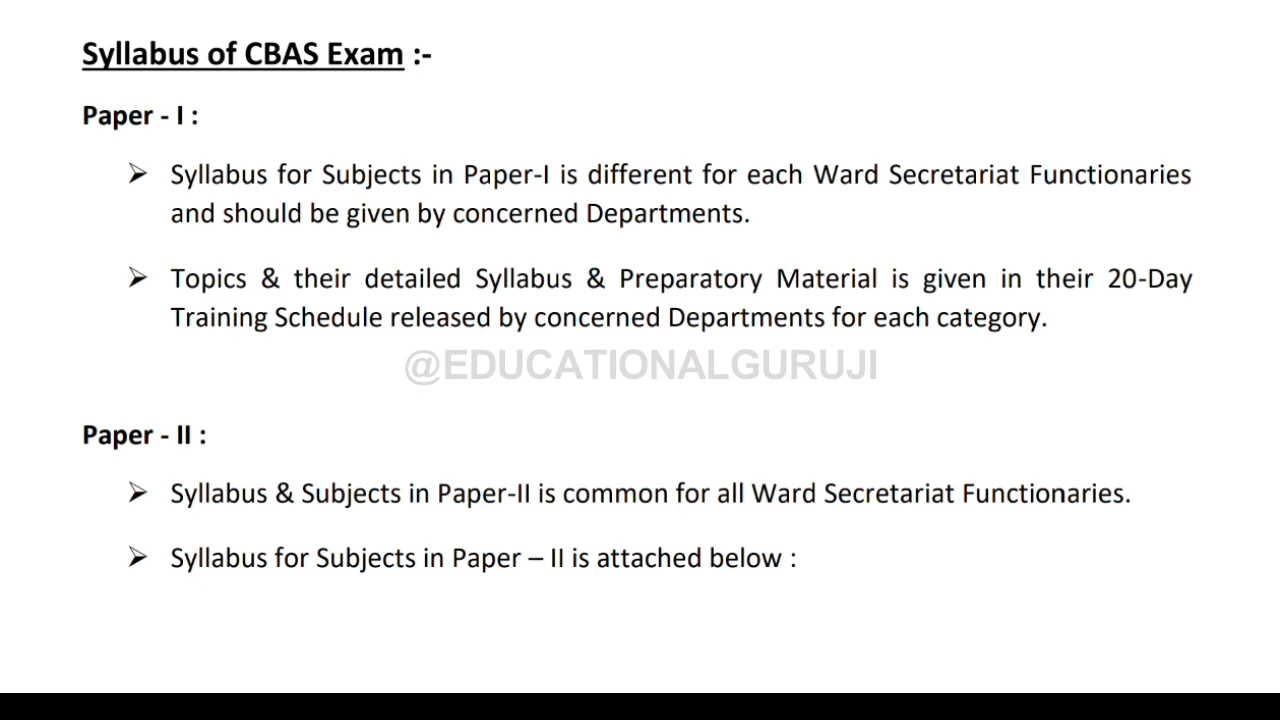 Syllabus of CBAS Exam :-
Paper - I :
➢ Syllabus for Subjects in Paper-I is different for each Ward Secretariat Functionaries
and should be given by concerned Departments.
➢ Topics & their detailed Syllabus & Preparatory Material is given in their 20-Day
Training Schedule released by concerned Departments for each category.
@EDUCATIONALGURUJI
Paper - II :
➢ Syllabus & Subjects in Paper-II is common for all Ward Secretariat Functionaries.
➢ Syllabus for Subjects in Paper – II is attached below :